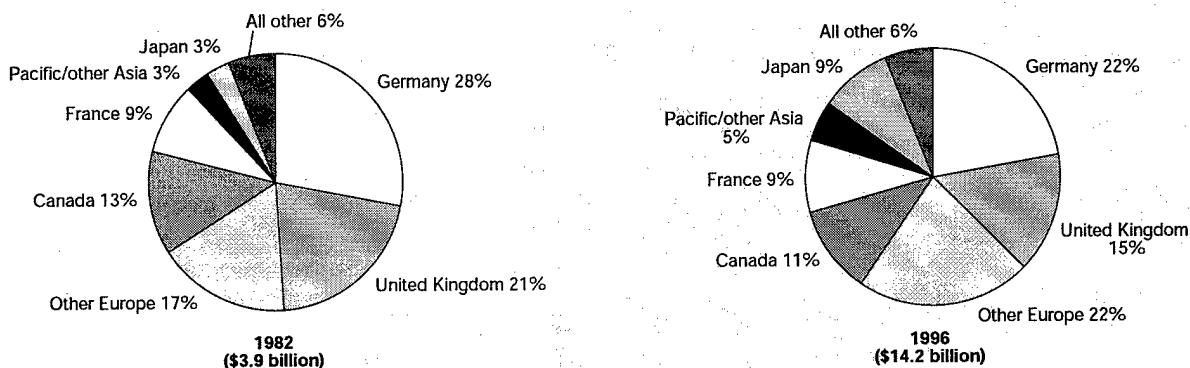 All other 6%
Japan 3%
Pacific/other Asia 3%
France 9%
Canada 13%
Other Europe 17%
United Kingdom 21%
Germany 28%
1982
($3.9 billion)
All other 6%
Japan 9%
Pacific/other Asia
5%
France 9%
Canada 11%
Other Europe 22%
United Kingdom
15%
Germany 22%
1996
($14.2 billion)